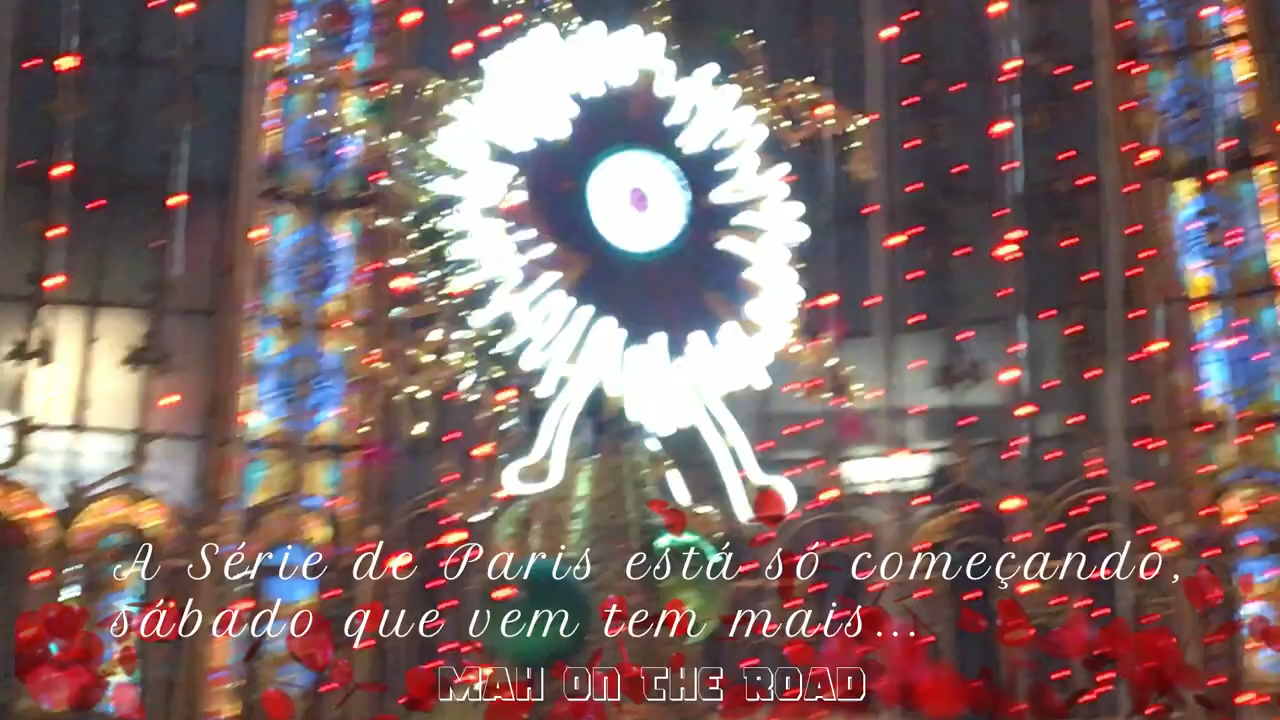 A Série de Paris está só começando,
sábado que vem tem mais...
MAH ON THE ROAD